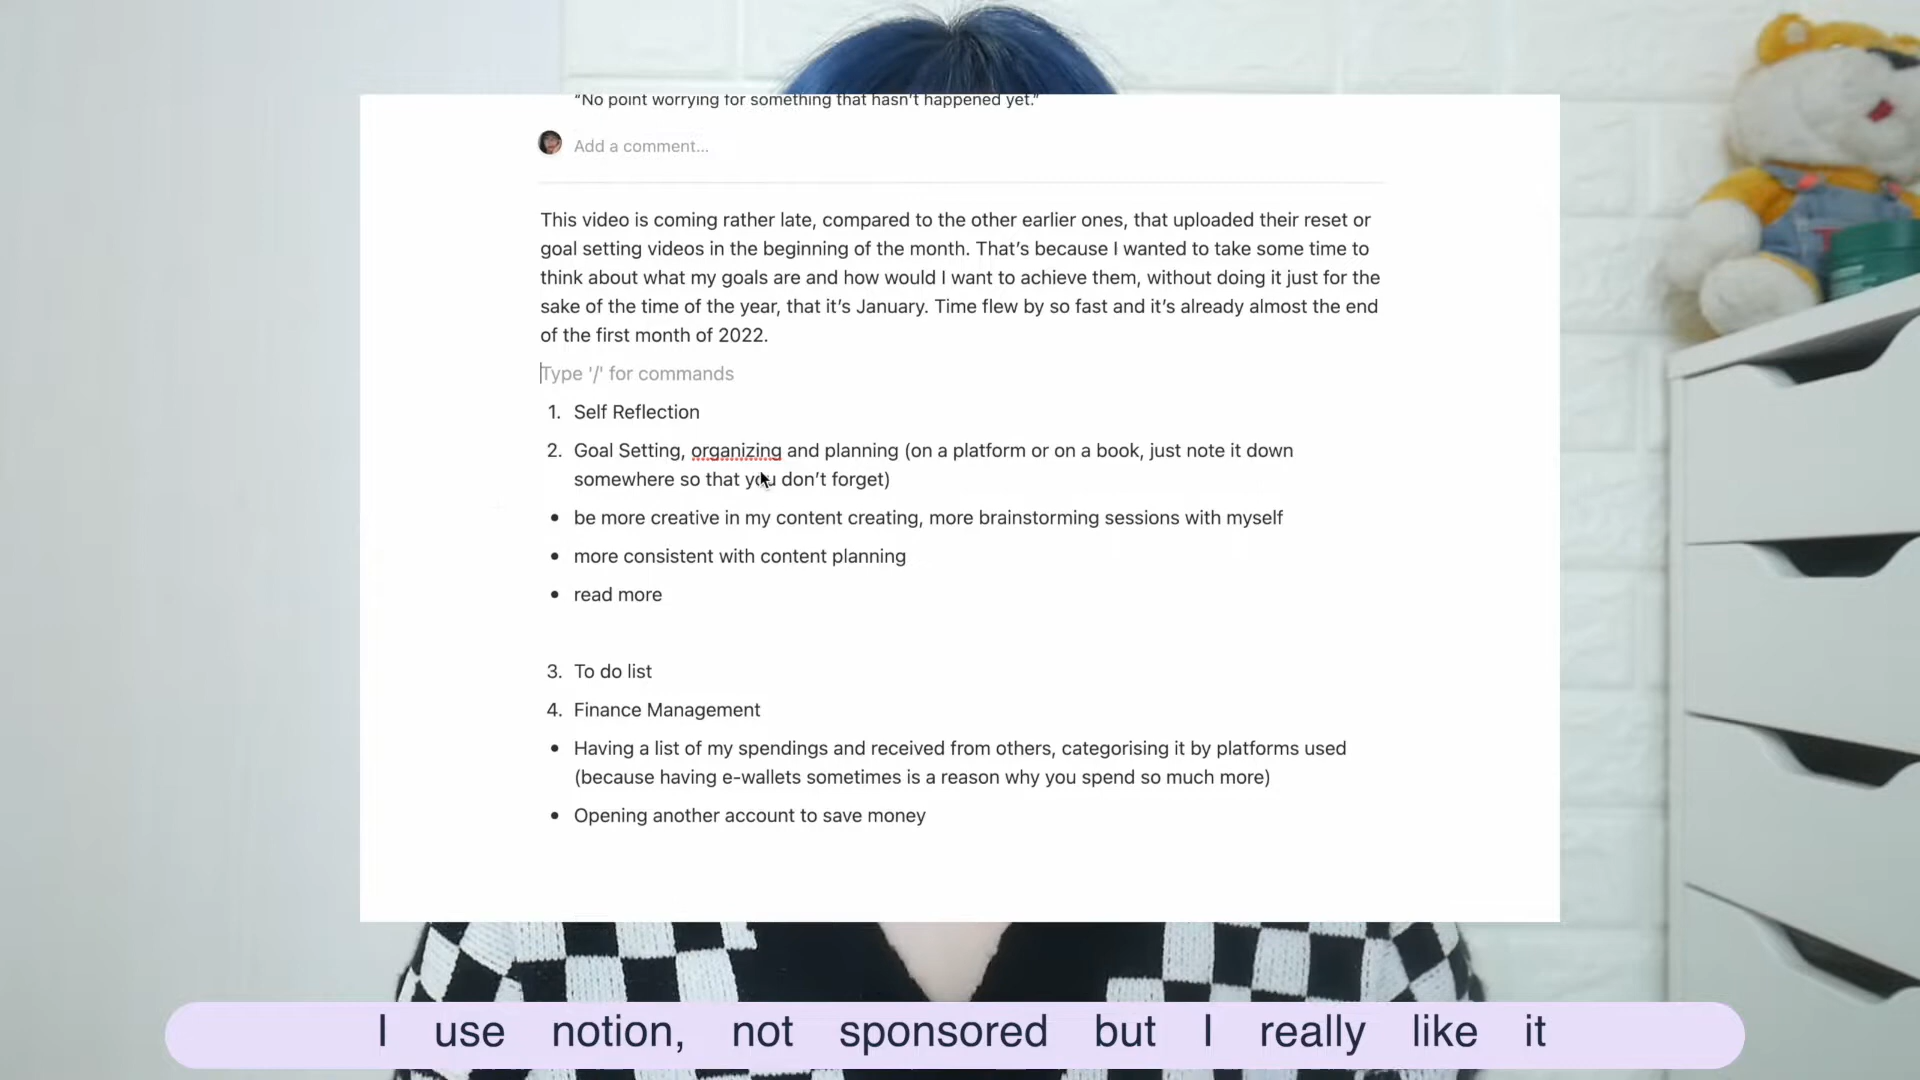 “No point worrying for something that hasn’t happened yet.”
Add a comment...
This video is coming rather late, compared to the other earlier ones, that uploaded their reset or
goal setting videos in the beginning of the month. That’s because I wanted to take some time to
think about what my goals are and how would I want to achieve them, without doing it just for the
sake of the time of the year, that it’s January. Time flew by so fast and it’s already almost the end
of the first month of 2022.
Type '/' for commands
1. Self Reflection
2. Goal Setting, organizing and planning (on a platform or on a book, just note it down
somewhere so that you don’t forget)
• be more creative in my content creating, more brainstorming sessions with myself
• more consistent with content planning
• read more
3. To do list
4. Finance Management
• Having a list of my spendings and received from others, categorising it by platforms used
(because having e-wallets sometimes is a reason why you spend so much more)
• Opening another account to save money
I use notion, not sponsored but I really like it